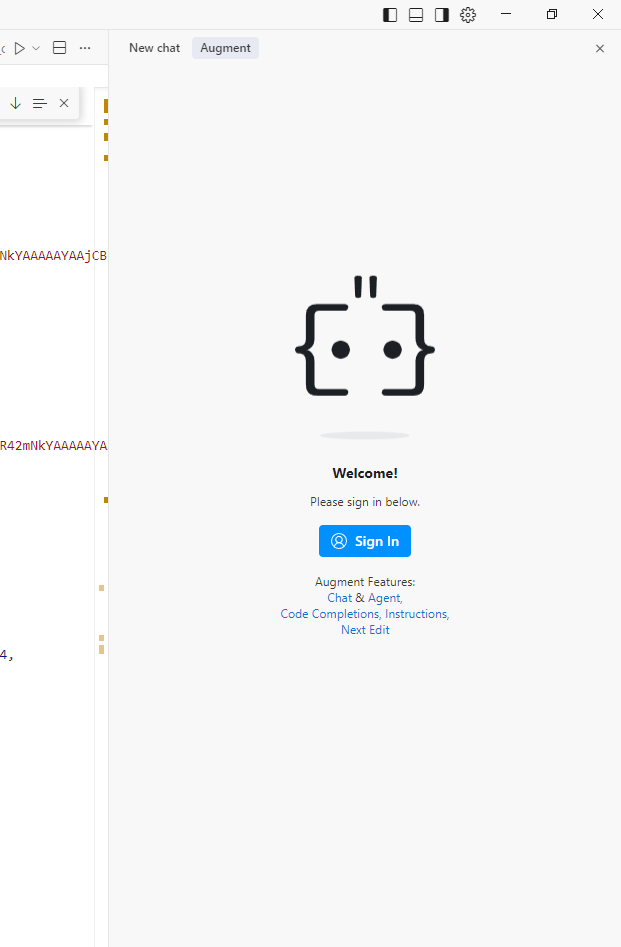 New chat Augment
NkYAAAAAYAAjCB
R42mNkYAAAAAYA
Welcome!
Please sign in below.
Sign In
Augment Features:
Chat & Agent,
Code Completions, Instructions,
Next Edit
4,